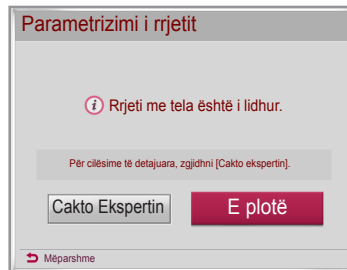 Parametrizimi i rrjetit
Rrjeti me tela është i lidhur.
Për cilësime të detajuara, zgjidhni [Cakto ekspertin].
Cakto Ekspertin
E plotë
Mëparshme